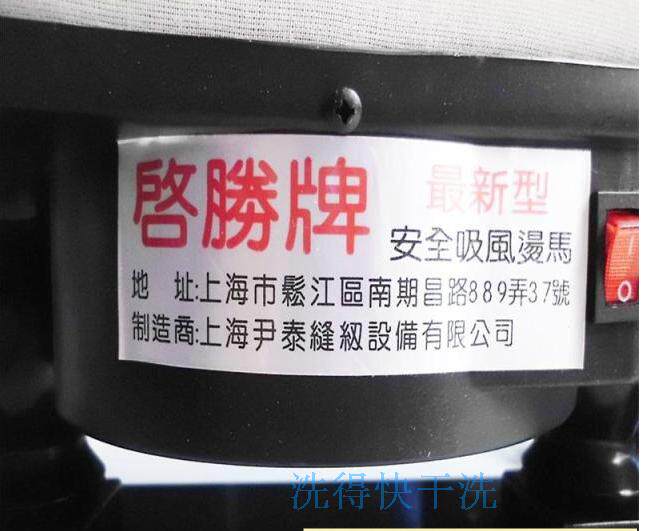 啓勝牌 最新型
安全吸風燙馬
地 址:上海市鬆江區南期昌路889弄37號
制造商:上海尹泰縫級設備有限公司
洗得快干洗